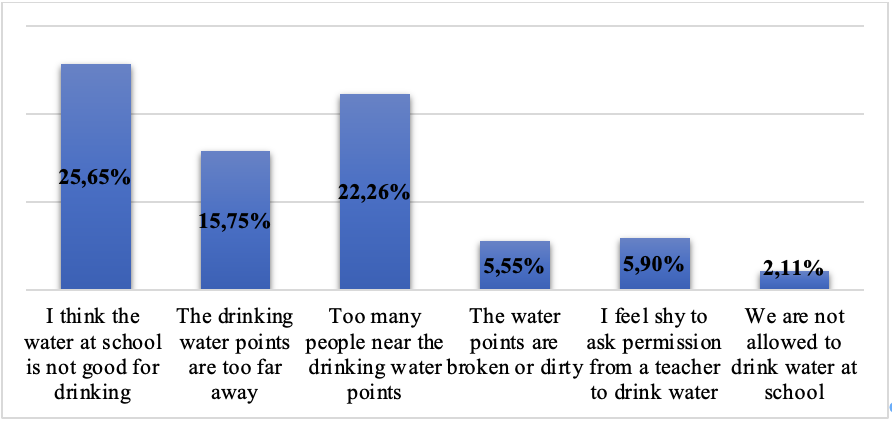 25,65%
15,75%
22,26%
5,55%
5,90%
2,11%
I think the
water at school
is not good for
drinking
The drinking
water points
are too far
away
Too many
people near the
drinking water
points
The water
points are
broken or dirty
I feel shy to
ask permission
from a teacher
to drink water
We are not
allowed to
drink water at
school